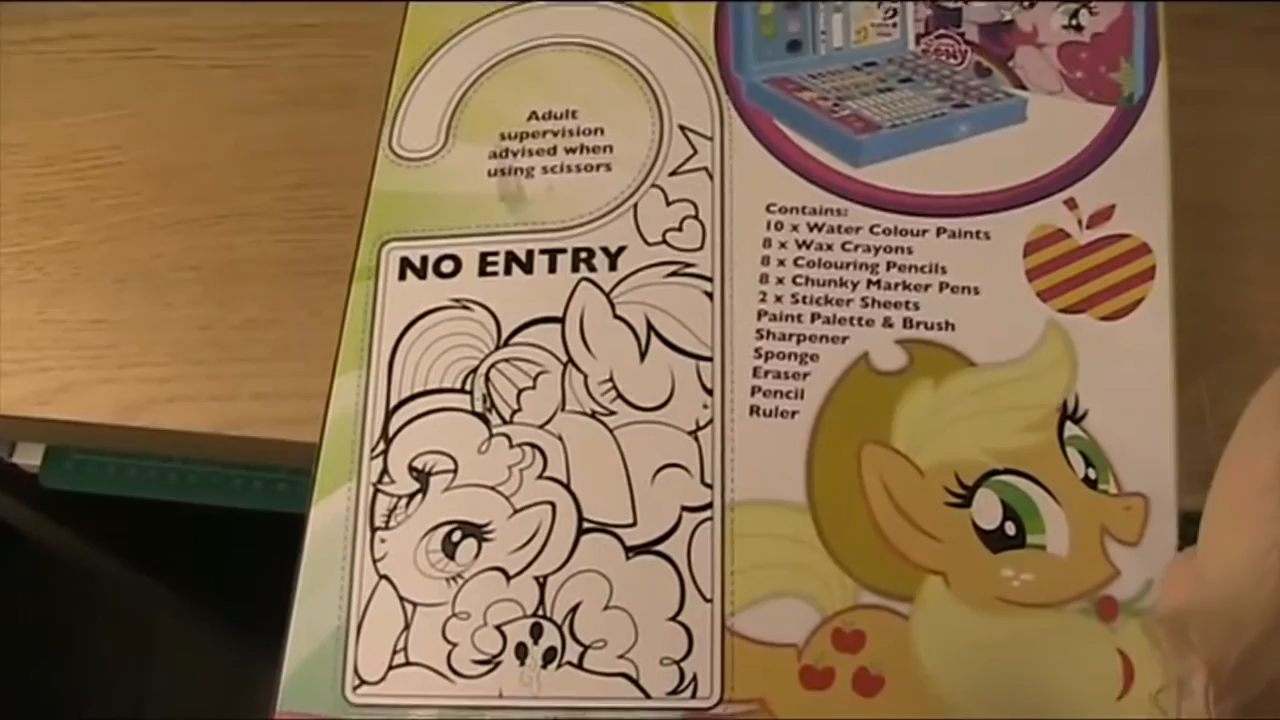 Adult
supervision
advised when
using scissors
NO ENTRY
Pony
Contains:
10 x Water Colour Paints
8 x Wax Crayons
8 x Colouring Pencils
8 x Chunky Marker Pens
2 x Sticker Sheets
Paint Palette & Brush
Sharpener
Sponge
Eraser
Pencil
Ruler